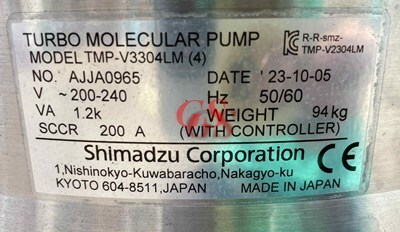 TURBO MOLECULAR PUMP
R-R-smz-
TMP-V2304LM
MODEL TMP-V3304LM (4)
NO. AJJA0965 DATE '23-10-05
V ~200-240 Hz 50/60
VA 1.2k WEIGHT 94kg
SCCR 200 A (WITH CONTROLLER)
Shimadzu Corporation
1,Nishinokyo-Kuwabaracho,Nakagyo-ku
KYOTO 604-8511,JAPAN MADE IN JAPAN
CE